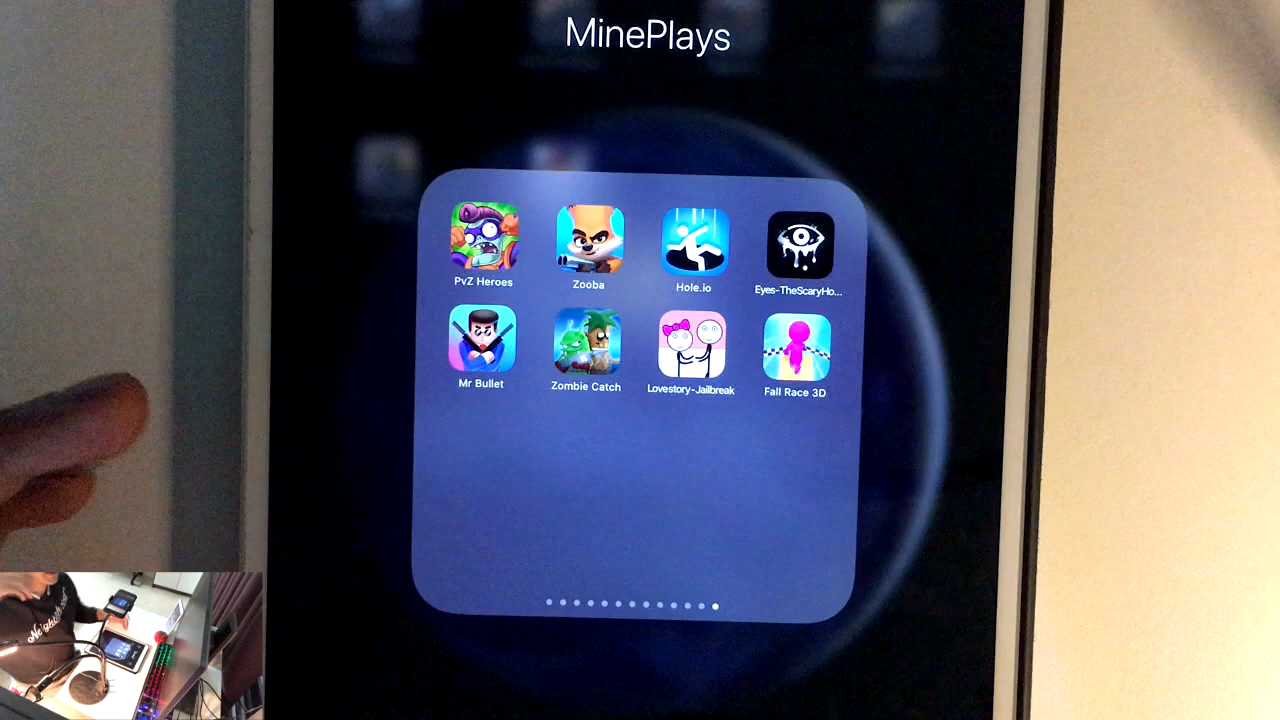 MinePlays
PvZ Heroes
Zooba
Hole.io
Eyes-TheScaryHo...
Mr Bullet
Zombie Catch
Lovestory-Jailbreak
Fall Race 3D